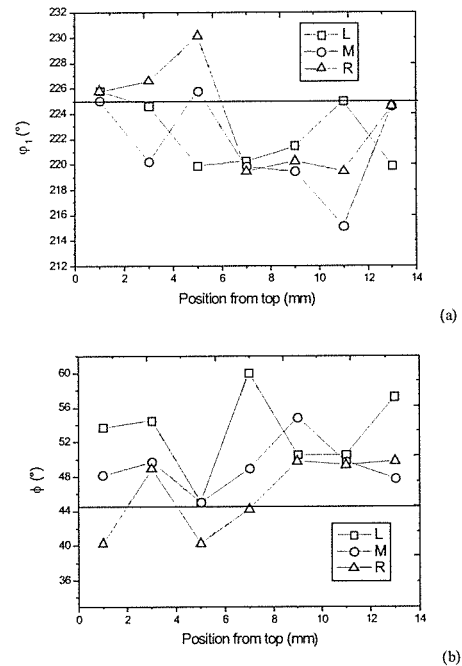 232
230
228
226
224
222
220
218
216
214
212
φ₁ (°)
L
M
R
0 2 4 6 8 10 12 14
Position from top (mm)
(a)
60
56
52
48
44
40
36
ϕ (°)
L
M
R
0 2 4 6 8 10 12 14
Position from top (mm)
(b)